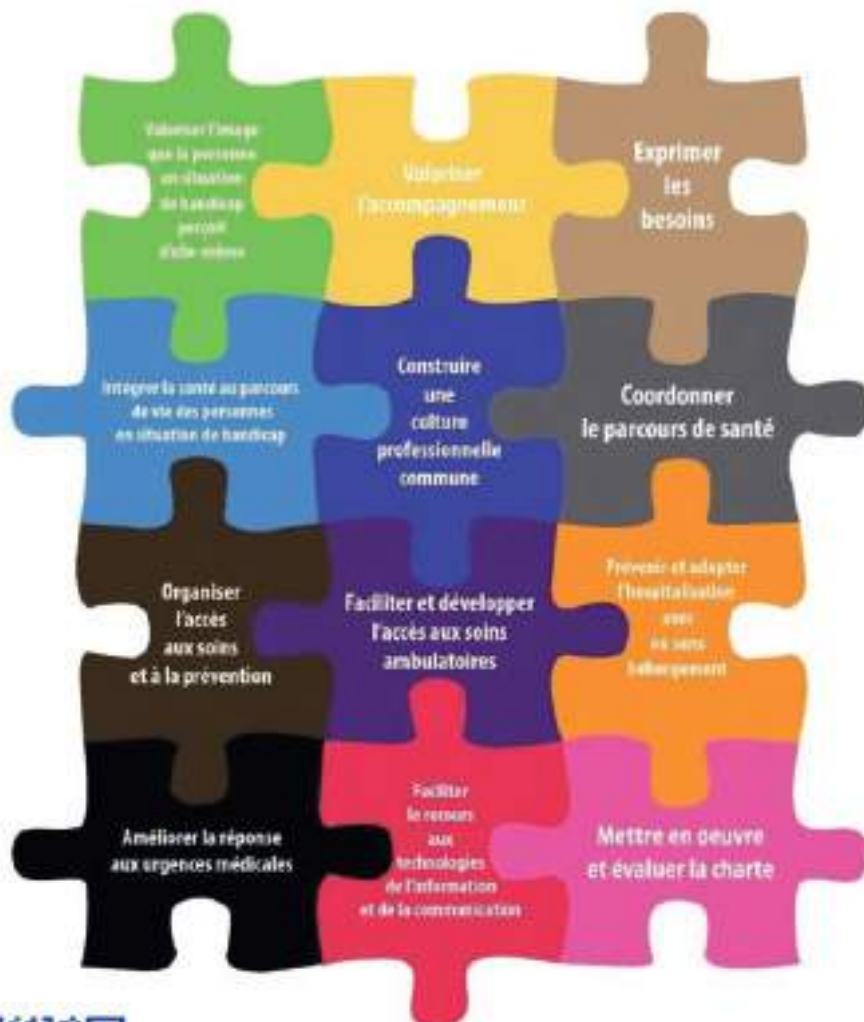 Valoriser l'image
que la personne
en situation
de handicap
perçoit
d'elle-même
Valoriser
l'accompagnement
Exprimer
les
besoins
Intégrer la santé au parcours
de vie des personnes
en situation de handicap
Construire
une
culture
professionnelle
commune
Coordonner
le parcours de santé
Organiser
l'accès
aux soins
et à la prévention
Faciliter et développer
l'accès aux soins
ambulatoires
Prévenir et adapter
l'hospitalisation
avec
ou sans
hébergement
Améliorer la réponse
aux urgences médicales
Faciliter
le recours
aux
technologies
de l'information
et de la communication
Mettre en oeuvre
et évaluer la charte